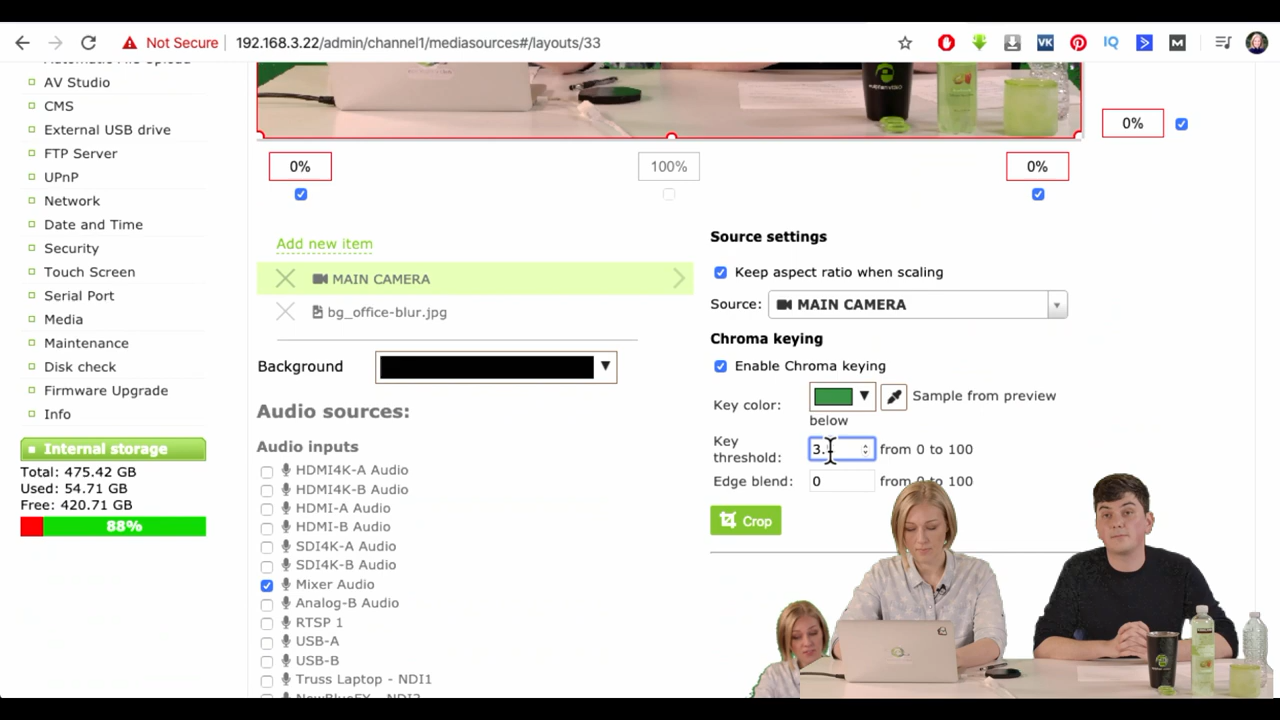 Not Secure 192.168.3.22/admin/channel1/mediasources#/layouts/33
AV Studio
CMS
External USB drive
FTP Server
UPnP
Network
Date and Time
Security
Touch Screen
Serial Port
Media
Maintenance
Disk check
Firmware Upgrade
Info
Internal storage
Total: 475.42 GB
Used: 54.71 GB
Free: 420.71 GB
88%
0%
0% 100% 0%
Add new item
MAIN CAMERA
bg_office-blur.jpg
Background
Audio sources:
Audio inputs
HDMI4K-A Audio
HDMI4K-B Audio
HDMI-A Audio
HDMI-B Audio
SDI4K-A Audio
SDI4K-B Audio
Mixer Audio
Analog-B Audio
RTSP 1
USB-A
USB-B
Truss Laptop - NDI1
Source settings
Keep aspect ratio when scaling
Source: MAIN CAMERA
Chroma keying
Enable Chroma keying
Key color: Sample from preview
below
Key
threshold: 3. from 0 to 100
Edge blend: 0 from 0 to 100
Crop